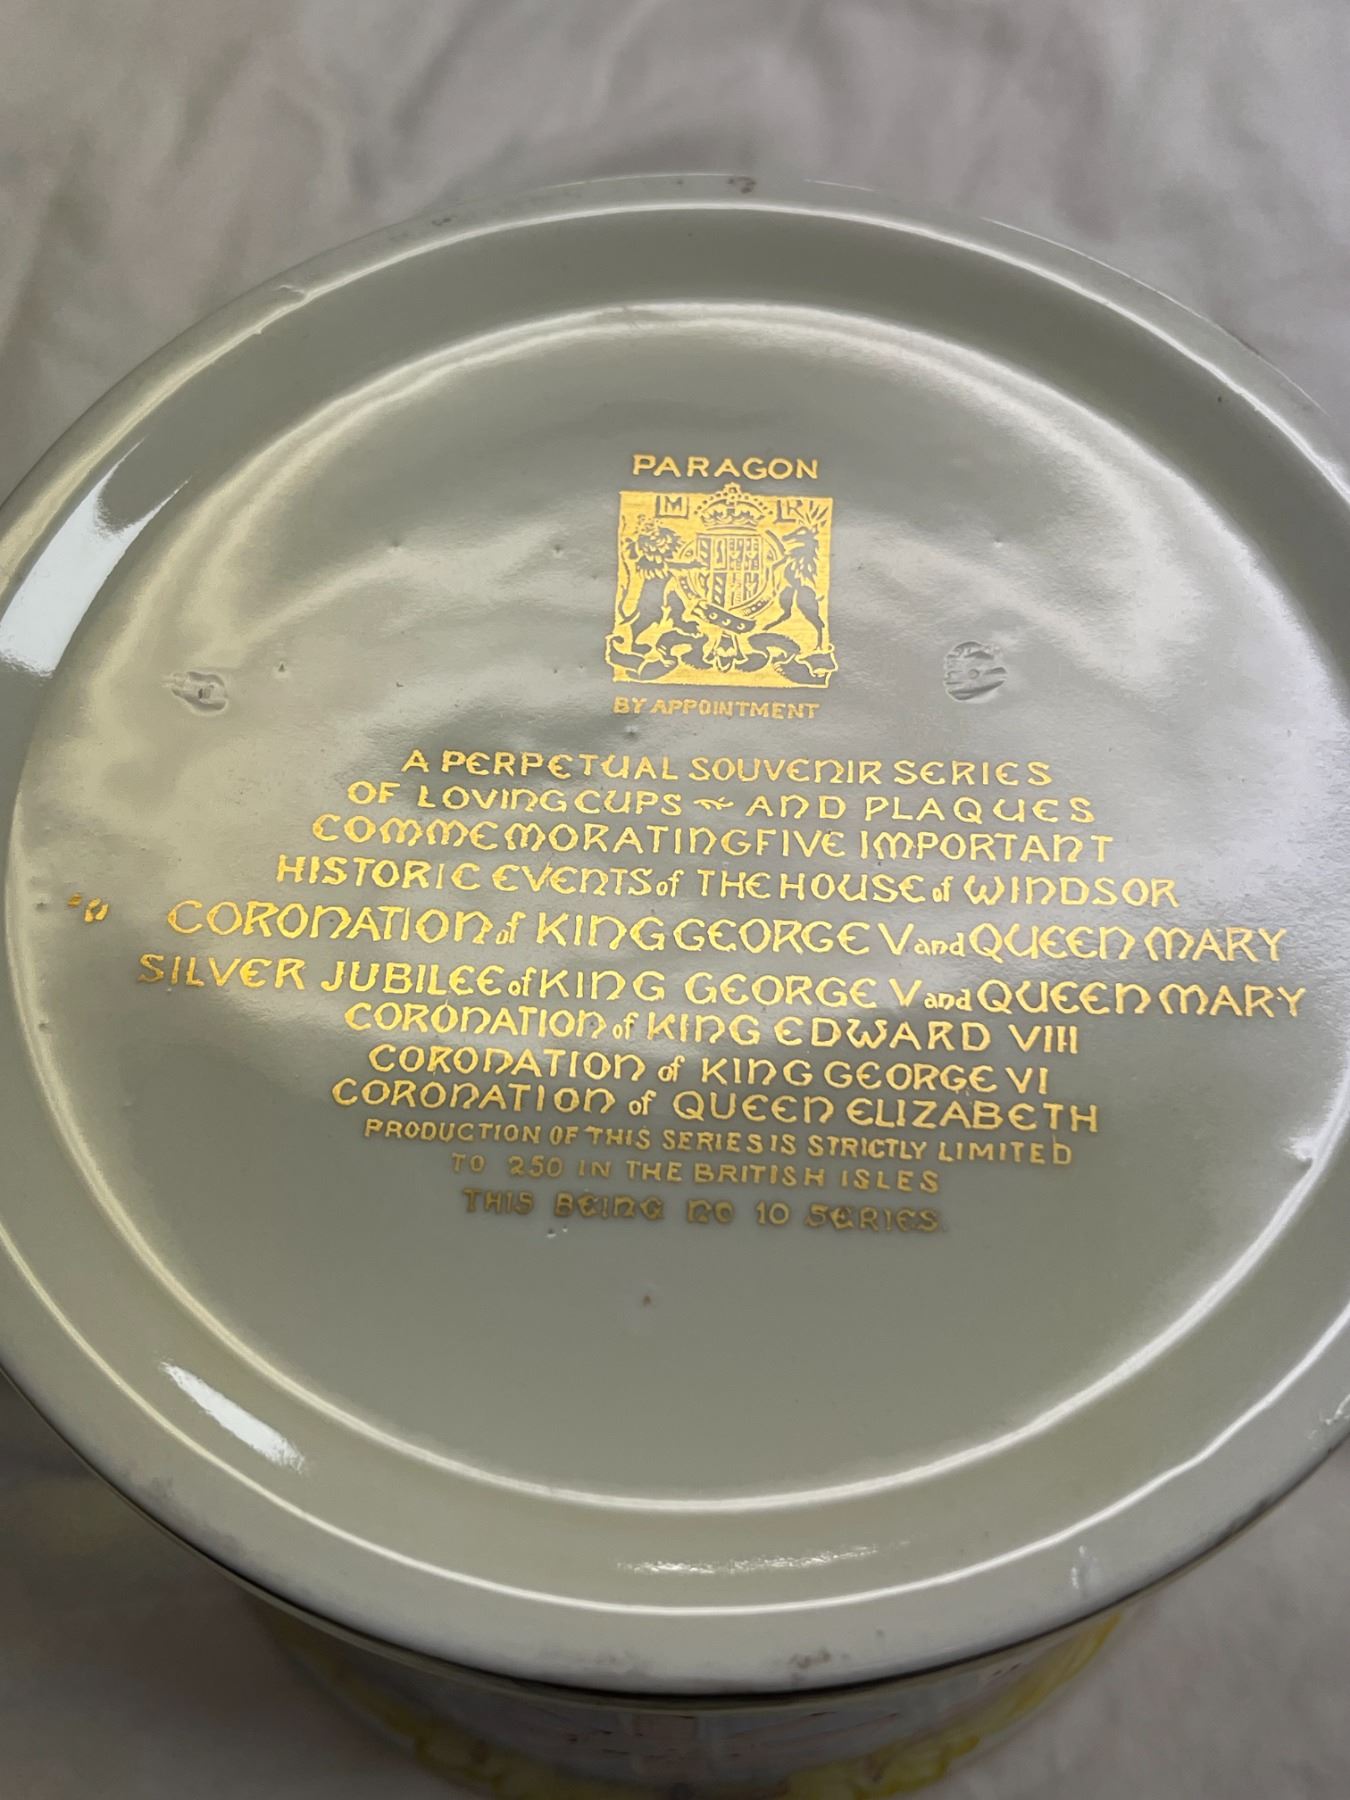 PARAGON
M R
BY APPOINTMENT
A PERPETUAL SOUVENIR SERIES
OF LOVING CUPS ~ AND PLAQUES
COMMEMORATING FIVE IMPORTANT
HISTORIC EVENTS of THE HOUSE of WINDSOR
CORONATION of KING GEORGE V and QUEEN MARY
SILVER JUBILEE of KING GEORGE V and QUEEN MARY
CORONATION of KING EDWARD VIII
CORONATION of KING GEORGE VI
CORONATION of QUEEN ELIZABETH
PRODUCTION OF THIS SERIES IS STRICTLY LIMITED
TO 250 IN THE BRITISH ISLES
THIS BEING NO 10 SERIES.